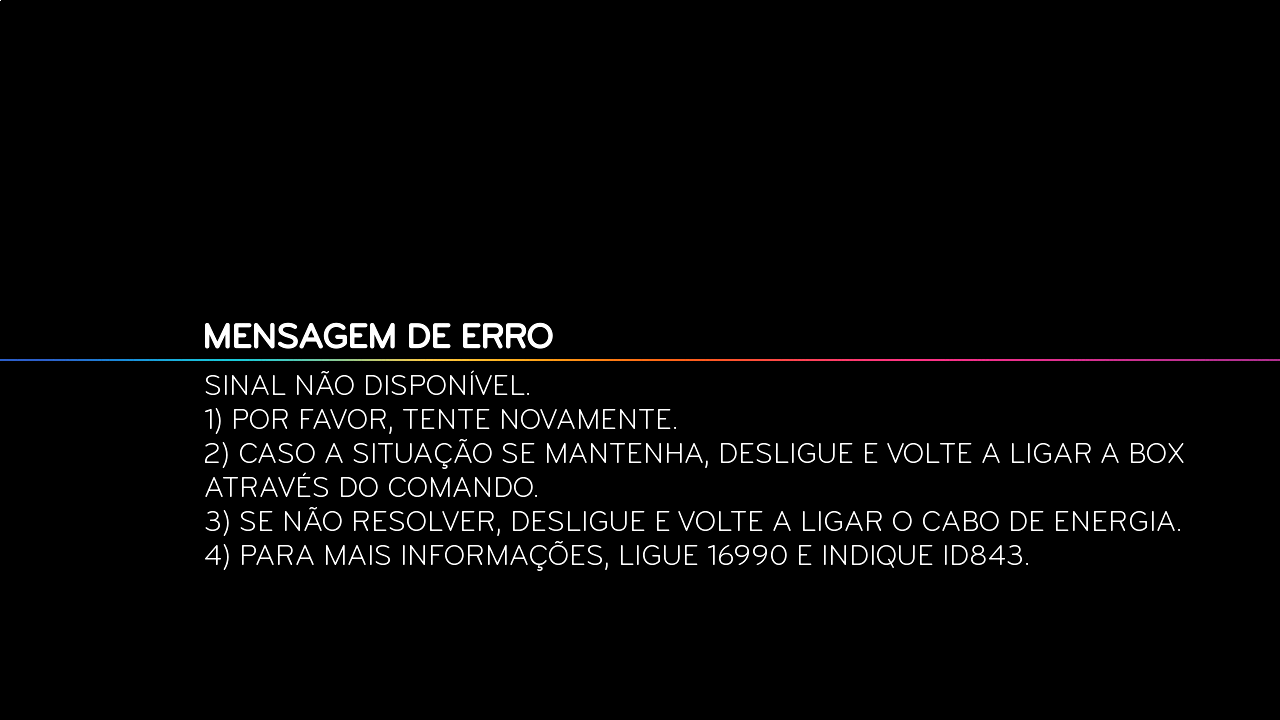 MENSAGEM DE ERRO
SINAL NÃO DISPONÍVEL.
1) POR FAVOR, TENTE NOVAMENTE.
2) CASO A SITUAÇÃO SE MANTENHA, DESLIGUE E VOLTE A LIGAR A BOX
ATRAVÉS DO COMANDO.
3) SE NÃO RESOLVER, DESLIGUE E VOLTE A LIGAR O CABO DE ENERGIA.
4) PARA MAIS INFORMAÇÕES, LIGUE 16990 E INDIQUE ID843.